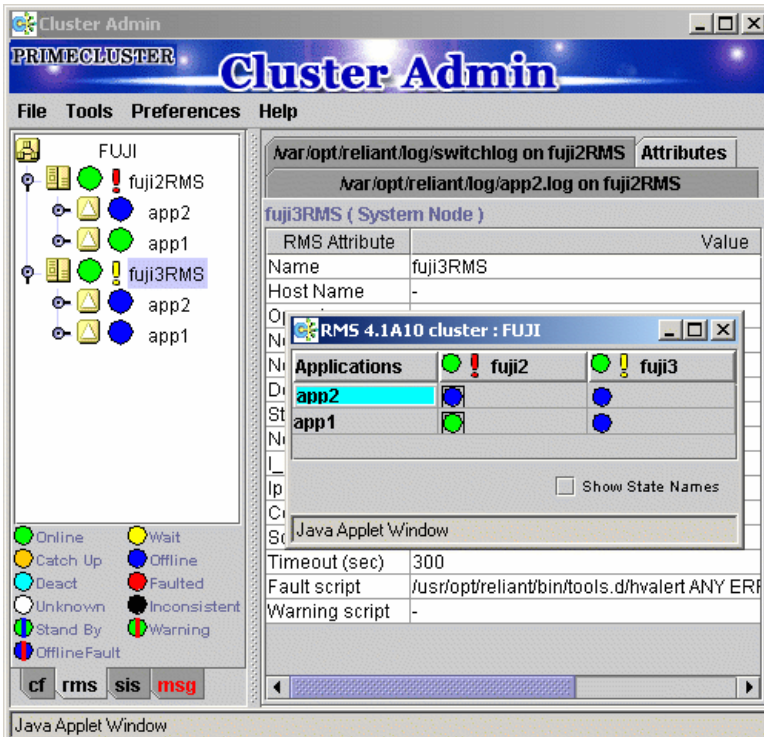 Cluster Admin
PRIMECLUSTER
Cluster Admin
File Tools Preferences Help
FUJI
fuji2RMS
app2
app1
fuji3RMS
app2
app1
/var/opt/reliant/log/switchlog on fuji2RMS Attributes
/var/opt/reliant/log/app2.log on fuji2RMS
fuji3RMS ( System Node )
RMS Attribute Value
Name fuji3RMS
Host Name -
RMS 4.1A10 cluster : FUJI
Applications fuji2 fuji3
app2
app1
Show State Names
Java Applet Window
Timeout (sec) 300
Fault script /usr/opt/reliant/bin/tools.d/hvalert ANY ERR
Warning script -
Online Wait
Catch Up Offline
Deact Faulted
Unknown Inconsistent
Stand By Warning
OfflineFault
cf rms sis msg
Java Applet Window